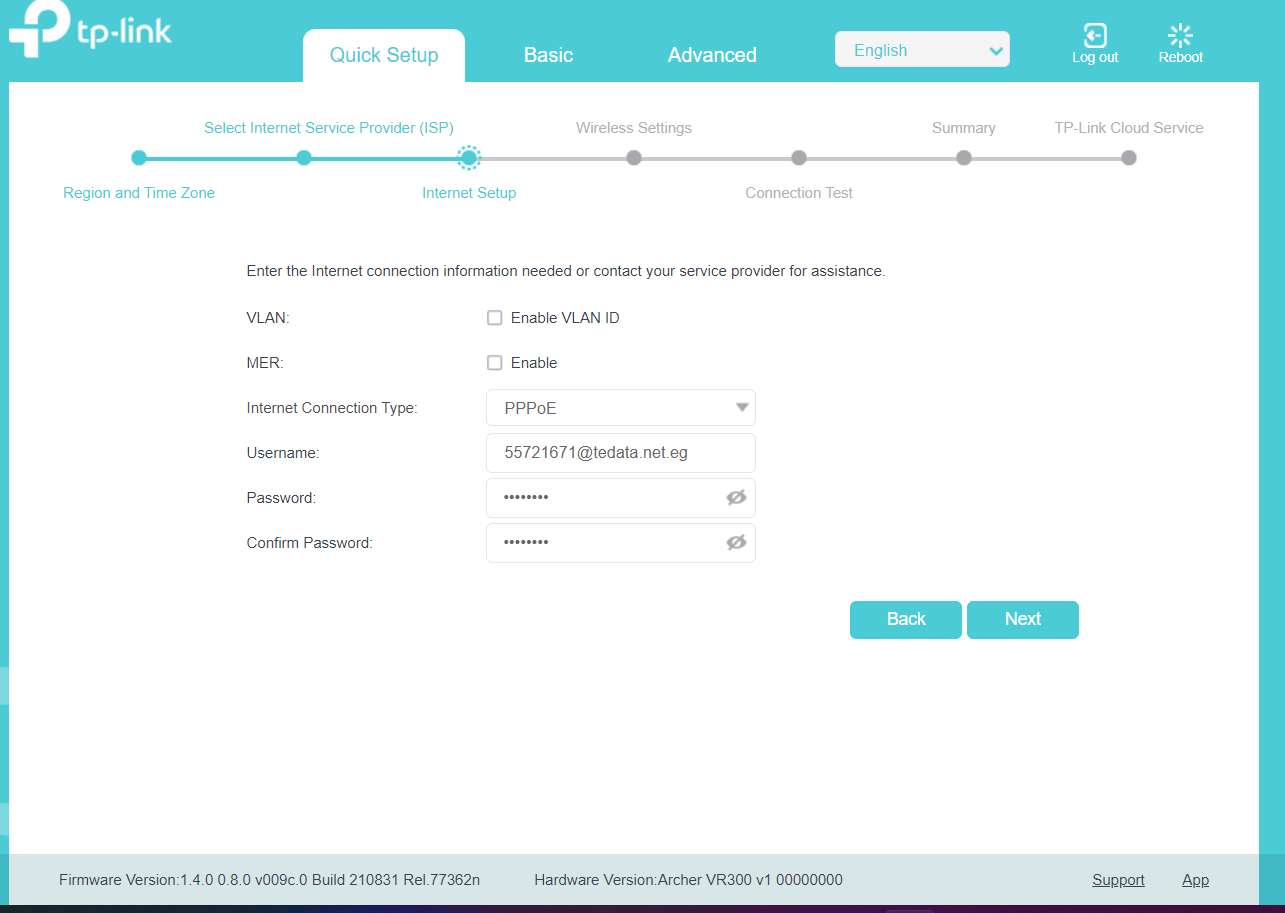 tp-link
Quick Setup
Basic
Advanced
English
Log out
Reboot
Select Internet Service Provider (ISP)
Wireless Settings
Summary
TP-Link Cloud Service
Region and Time Zone
Internet Setup
Connection Test
Enter the Internet connection information needed or contact your service provider for assistance.
VLAN: Enable VLAN ID
MER: Enable
Internet Connection Type: PPPoE
Username: 55721671@tedata.net.eg
Password: ••••••••
Confirm Password: ••••••••
Back Next
Firmware Version:1.4.0 0.8.0 v009c.0 Build 210831 Rel.77362n Hardware Version:Archer VR300 v1 00000000 Support App